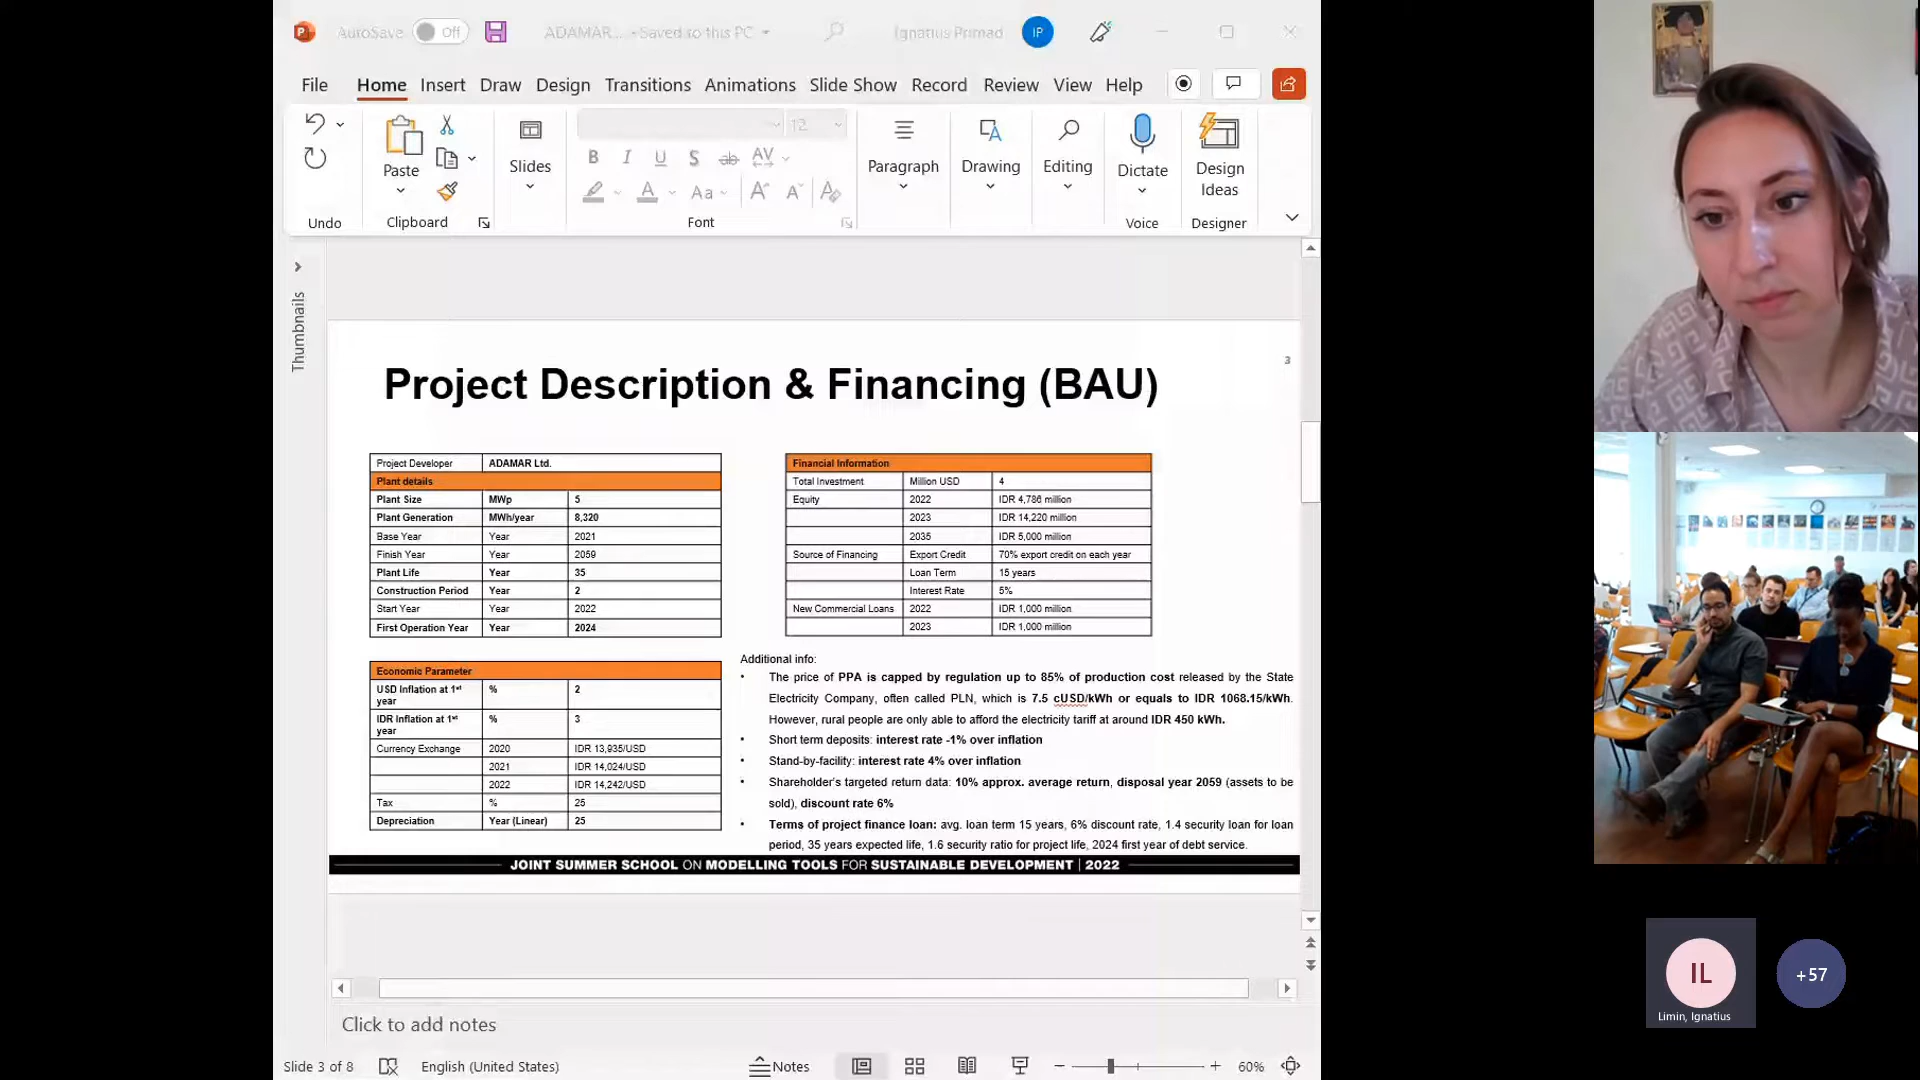 AutoSave Off ADAMAR... - Saved to this PC Ignatius Primad IP
File Home Insert Draw Design Transitions Animations Slide Show Record Review View Help
12
Paste Slides Paragraph Drawing Editing Dictate Design Ideas
Undo Clipboard Font Voice Designer
Thumbnails
3
Project Description & Financing (BAU)
Project Developer ADAMAR Ltd.
Plant details
Plant Size MWp 5
Plant Generation MWh/year 8,320
Base Year Year 2021
Finish Year Year 2059
Plant Life Year 35
Construction Period Year 2
Start Year Year 2022
First Operation Year Year 2024
Financial Information
Total Investment Million USD 4
Equity 2022 IDR 4,786 million
2023 IDR 14,220 million
2035 IDR 5,000 million
Source of Financing Export Credit 70% export credit on each year
Loan Term 15 years
Interest Rate 5%
New Commercial Loans 2022 IDR 1,000 million
2023 IDR 1,000 million
Economic Parameter
USD Inflation at 1st year % 2
IDR Inflation at 1st year % 3
Currency Exchange 2020 IDR 13,935/USD
2021 IDR 14,024/USD
2022 IDR 14,242/USD
Tax % 25
Depreciation Year (Linear) 25
Additional info:
• The price of PPA is capped by regulation up to 85% of production cost released by the State
Electricity Company, often called PLN, which is 7.5 cUSD/kWh or equals to IDR 1068.15/kWh.
However, rural people are only able to afford the electricity tariff at around IDR 450 kWh.
• Short term deposits: interest rate -1% over inflation
• Stand-by-facility: interest rate 4% over inflation
• Shareholder's targeted return data: 10% approx. average return, disposal year 2059 (assets to be
sold), discount rate 6%
• Terms of project finance loan: avg. loan term 15 years, 6% discount rate, 1.4 security loan for loan
period, 35 years expected life, 1.6 security ratio for project life, 2024 first year of debt service.
JOINT SUMMER SCHOOL ON MODELLING TOOLS FOR SUSTAINABLE DEVELOPMENT | 2022
Click to add notes
Slide 3 of 8 English (United States) Notes 60%
IL
Limin, Ignatius
+57